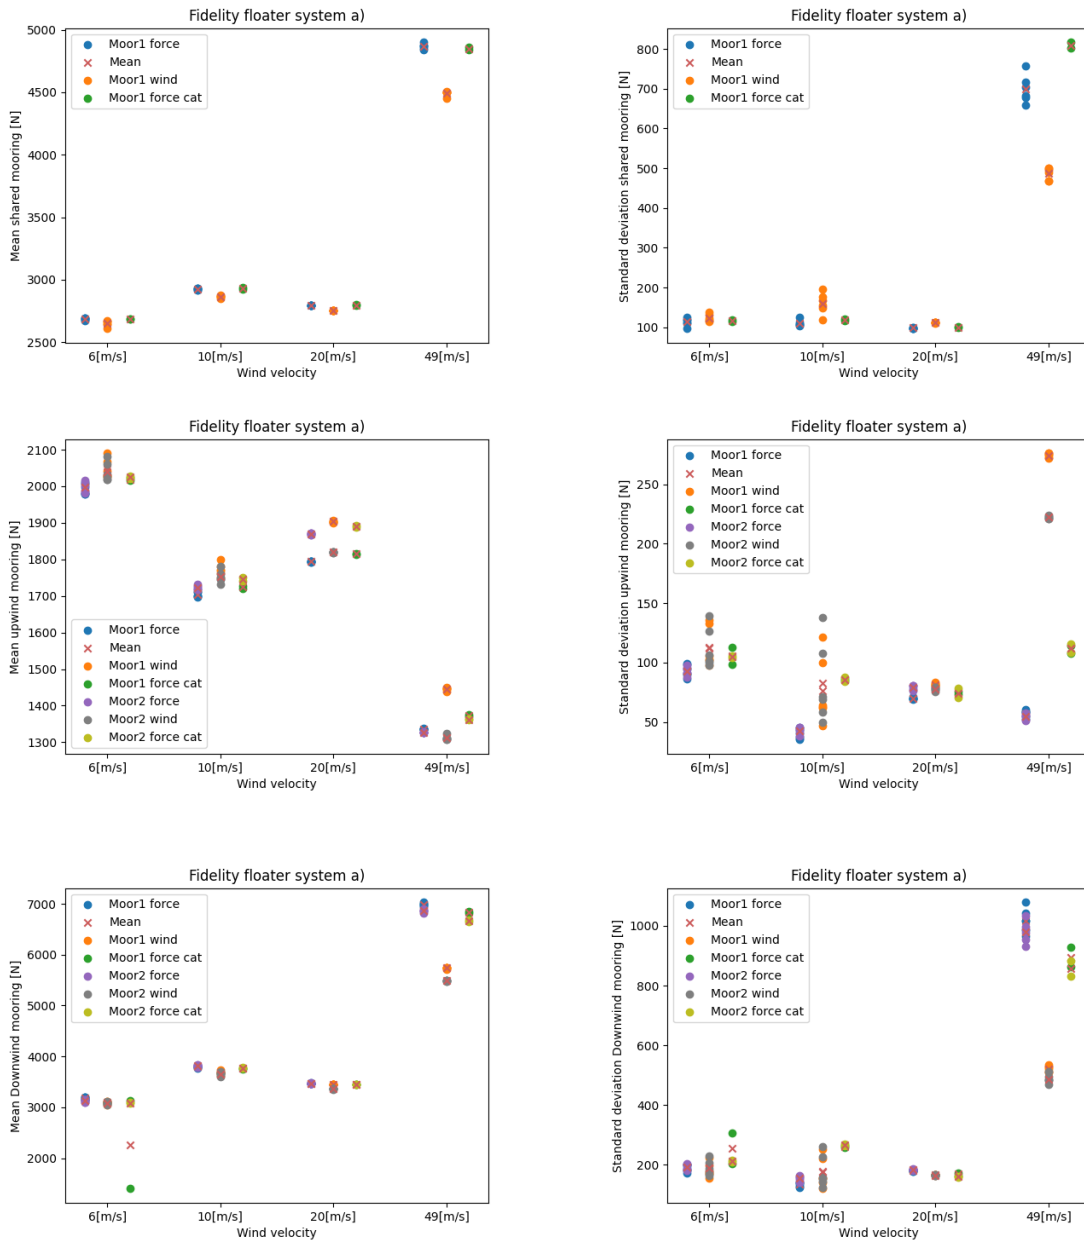 Fidelity floater system a)
Mean shared mooring [N]
5000
4500
4000
3500
3000
2500
Moor1 force
Mean
Moor1 wind
Moor1 force cat
6[m/s] 10[m/s] 20[m/s] 49[m/s]
Wind velocity
Fidelity floater system a)
Standard deviation shared mooring [N]
800
700
600
500
400
300
200
100
Moor1 force
Mean
Moor1 wind
Moor1 force cat
6[m/s] 10[m/s] 20[m/s] 49[m/s]
Wind velocity
Fidelity floater system a)
Mean upwind mooring [N]
2100
2000
1900
1800
1700
1600
1500
1400
1300
Moor1 force
Mean
Moor1 wind
Moor1 force cat
Moor2 force
Moor2 wind
Moor2 force cat
6[m/s] 10[m/s] 20[m/s] 49[m/s]
Wind velocity
Fidelity floater system a)
Standard deviation upwind mooring [N]
250
200
150
100
50
Moor1 force
Mean
Moor1 wind
Moor1 force cat
Moor2 force
Moor2 wind
Moor2 force cat
6[m/s] 10[m/s] 20[m/s] 49[m/s]
Wind velocity
Fidelity floater system a)
Mean Downwind mooring [N]
7000
6000
5000
4000
3000
2000
Moor1 force
Mean
Moor1 wind
Moor1 force cat
Moor2 force
Moor2 wind
Moor2 force cat
6[m/s] 10[m/s] 20[m/s] 49[m/s]
Wind velocity
Fidelity floater system a)
Standard deviation Downwind mooring [N]
1000
800
600
400
200
Moor1 force
Mean
Moor1 wind
Moor1 force cat
Moor2 force
Moor2 wind
Moor2 force cat
6[m/s] 10[m/s] 20[m/s] 49[m/s]
Wind velocity